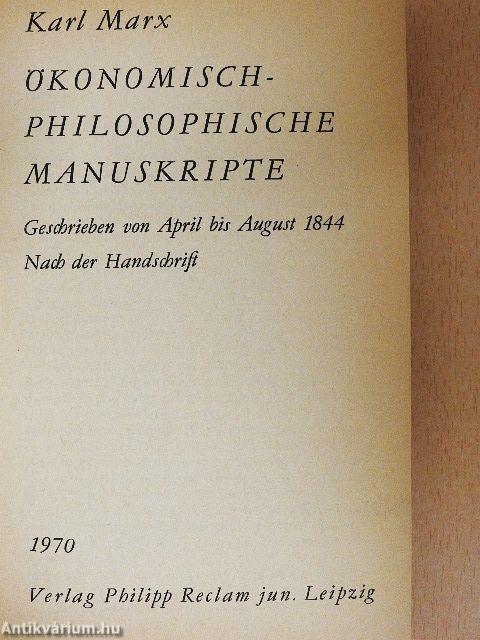 Karl Marx
ÖKONOMISCH-
PHILOSOPHISCHE
MANUSKRIPTE
Geschrieben von April bis August 1844
Nach der Handschrift
1970
Verlag Philipp Reclam jun. Leipzig
Antikvárium.hu